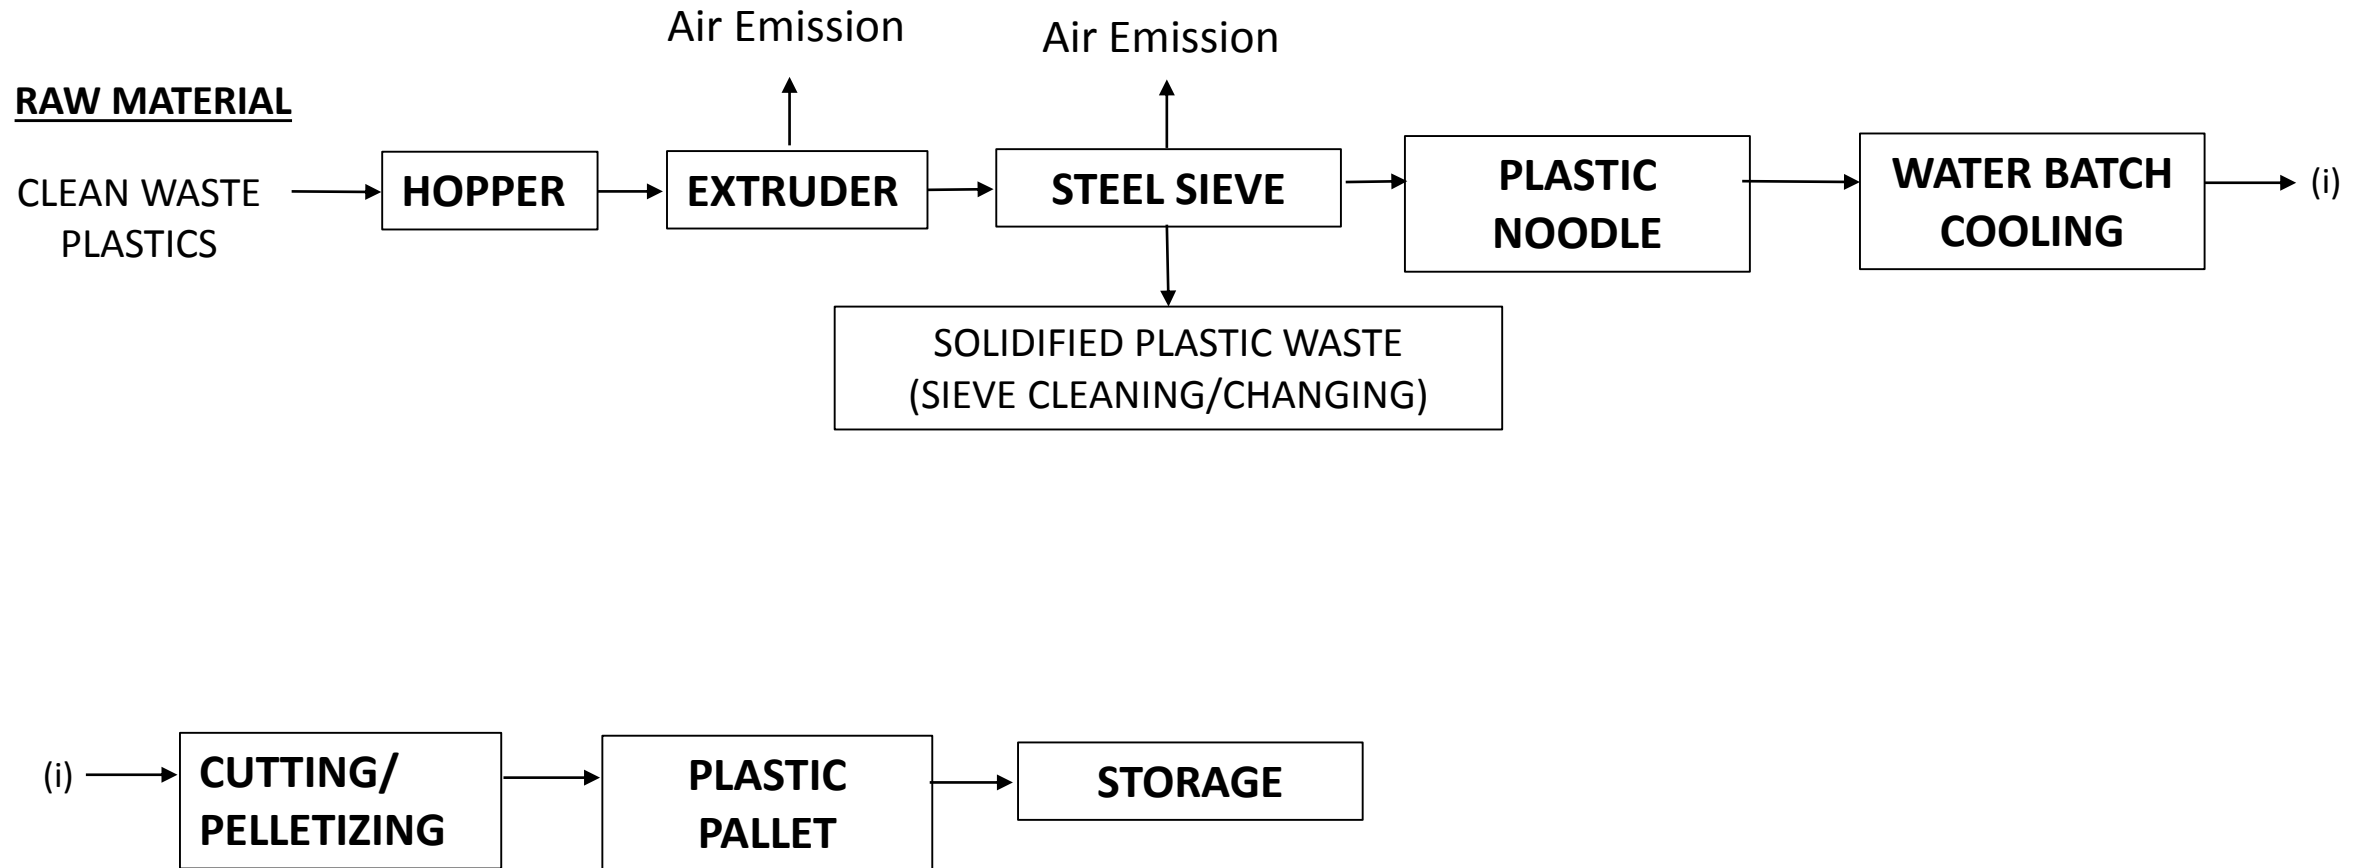 Air Emission
Air Emission
RAW MATERIAL
CLEAN WASTE
PLASTICS
HOPPER
EXTRUDER
STEEL SIEVE
PLASTIC
NOODLE
WATER BATCH
COOLING
(i)
SOLIDIFIED PLASTIC WASTE
(SIEVE CLEANING/CHANGING)
(i)
CUTTING/
PELLETIZING
PLASTIC
PALLET
STORAGE